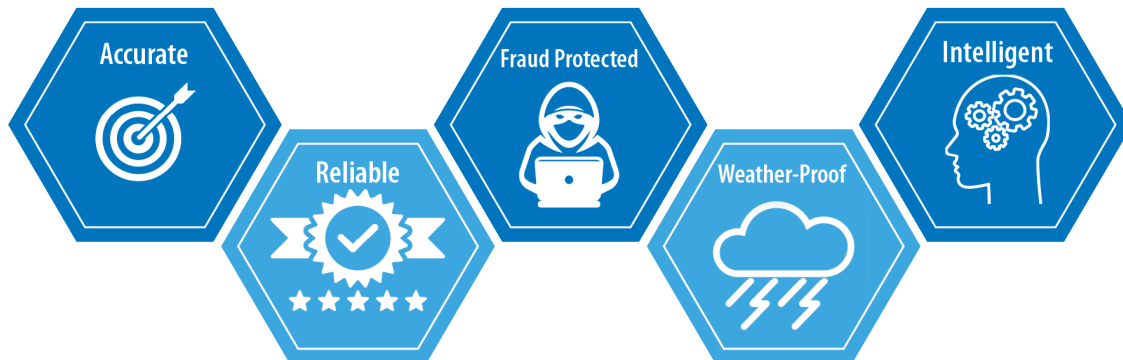 Accurate
Reliable
Fraud Protected
Weather-Proof
Intelligent